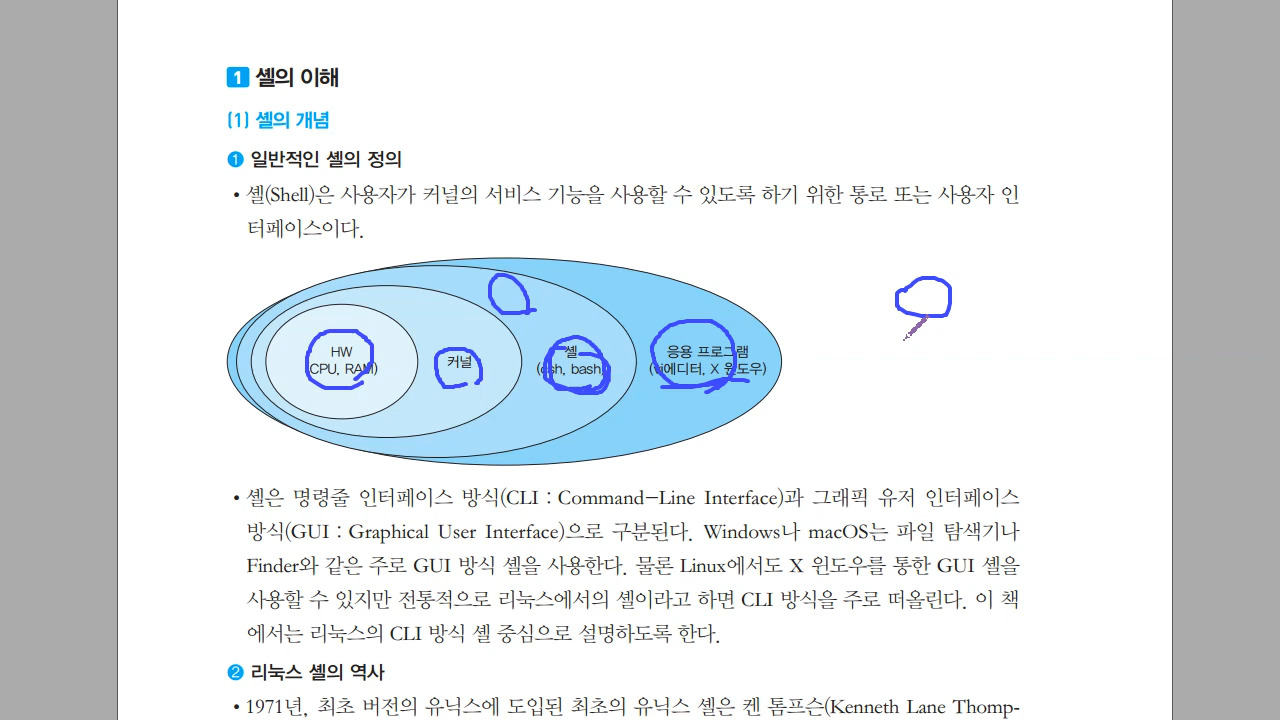 1 셸의 이해
(1) 셸의 개념
1 일반적인 셸의 정의
• 셸(Shell)은 사용자가 커널의 서비스 기능을 사용할 수 있도록 하기 위한 통로 또는 사용자 인
터페이스이다.
HW
(CPU, RAM)
커널
셸
(csh, bash)
응용 프로그램
(vi에디터, X 윈도우)
• 셸은 명령줄 인터페이스 방식(CLI : Command-Line Interface)과 그래픽 유저 인터페이스
방식(GUI : Graphical User Interface)으로 구분된다. Windows나 macOS는 파일 탐색기나
Finder와 같은 주로 GUI 방식 셸을 사용한다. 물론 Linux에서도 X 윈도우를 통한 GUI 셸을
사용할 수 있지만 전통적으로 리눅스에서의 셸이라고 하면 CLI 방식을 주로 떠올린다. 이 책
에서는 리눅스의 CLI 방식 셸 중심으로 설명하도록 한다.
2 리눅스 셸의 역사
• 1971년, 최초 버전의 유닉스에 도입된 최초의 유닉스 셸은 켄 톰프슨(Kenneth Lane Thomp-